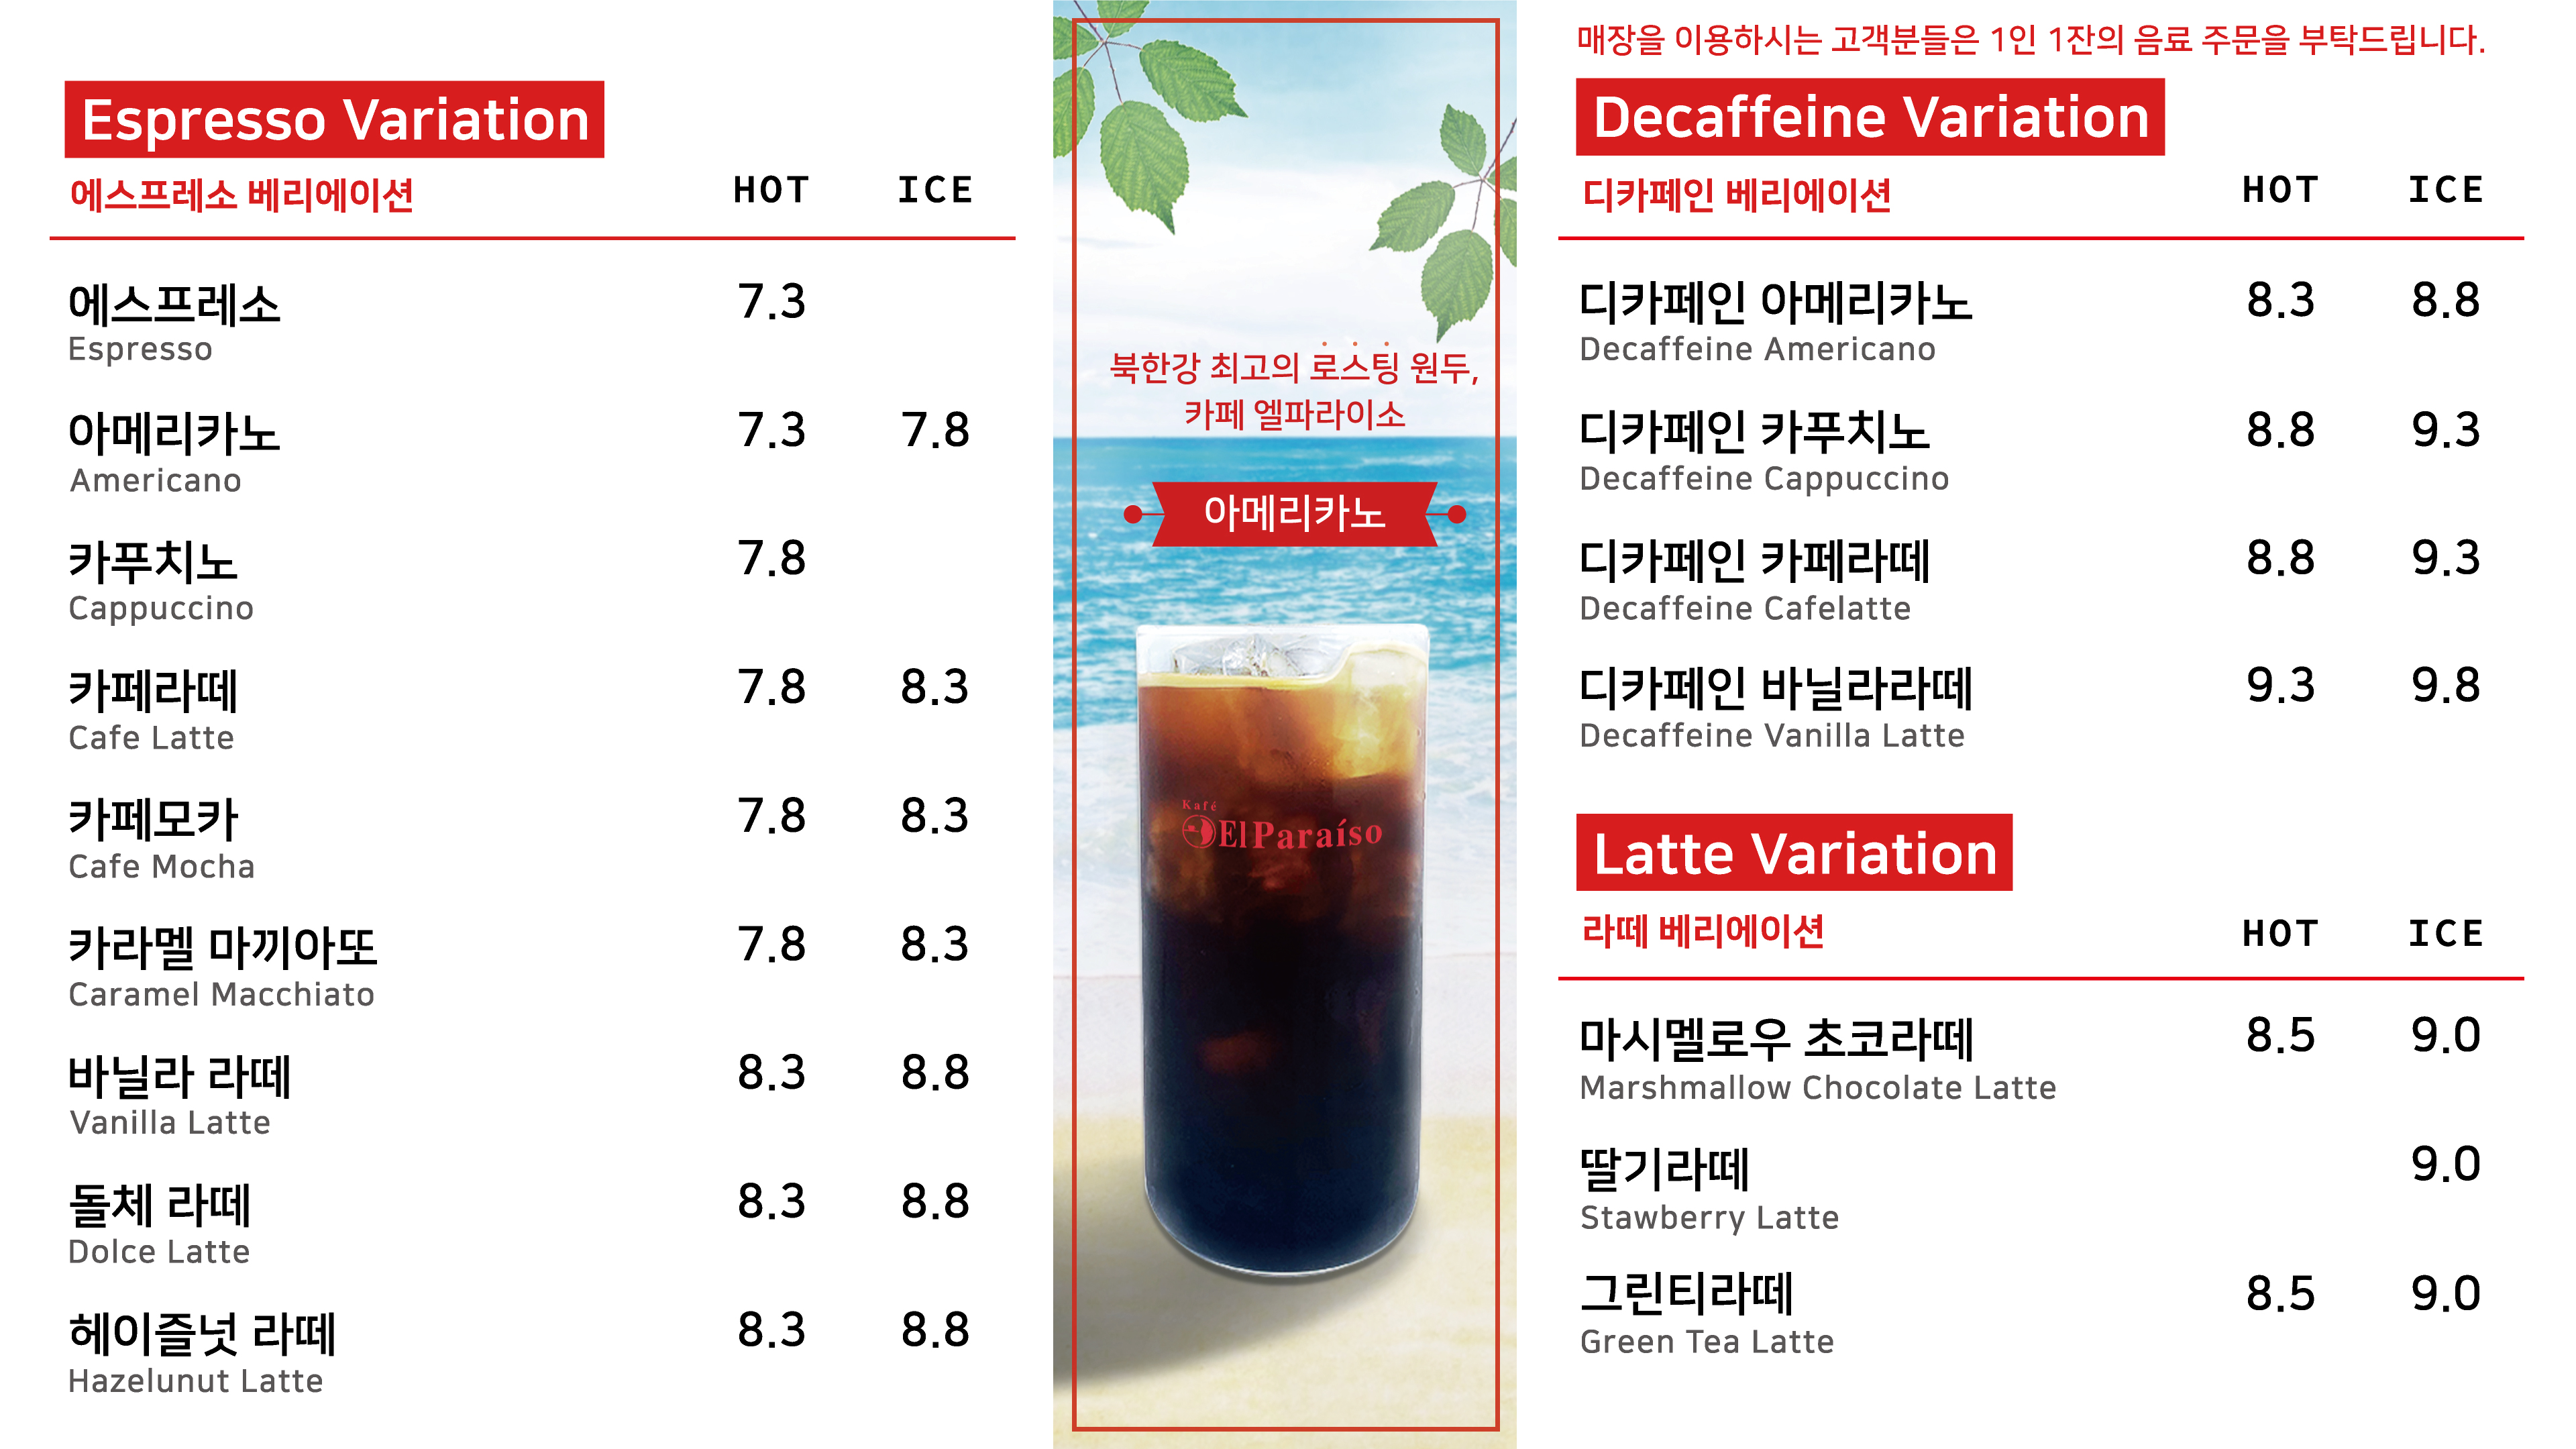 Espresso Variation
에스프레소 베리에이션 HOT ICE
에스프레소 7.3
Espresso
아메리카노 7.3 7.8
Americano
카푸치노 7.8
Cappuccino
카페라떼 7.8 8.3
Cafe Latte
카페모카 7.8 8.3
Cafe Mocha
카라멜 마끼아또 7.8 8.3
Caramel Macchiato
바닐라 라떼 8.3 8.8
Vanilla Latte
돌체 라떼 8.3 8.8
Dolce Latte
헤이즐넛 라떼 8.3 8.8
Hazelunut Latte
북한강 최고의 로스팅 원두,
카페 엘파라이소
아메리카노
Kafé
El Paraíso
매장을 이용하시는 고객분들은 1인 1잔의 음료 주문을 부탁드립니다.
Decaffeine Variation
디카페인 베리에이션 HOT ICE
디카페인 아메리카노 8.3 8.8
Decaffeine Americano
디카페인 카푸치노 8.8 9.3
Decaffeine Cappuccino
디카페인 카페라떼 8.8 9.3
Decaffeine Cafelatte
디카페인 바닐라라떼 9.3 9.8
Decaffeine Vanilla Latte
Latte Variation
라떼 베리에이션 HOT ICE
마시멜로우 초코라떼 8.5 9.0
Marshmallow Chocolate Latte
딸기라떼 9.0
Stawberry Latte
그린티라떼 8.5 9.0
Green Tea Latte